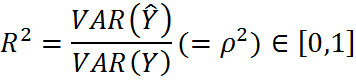 R² = VAR(Ŷ) / VAR(Y) (= ρ²) ∈ [0,1]